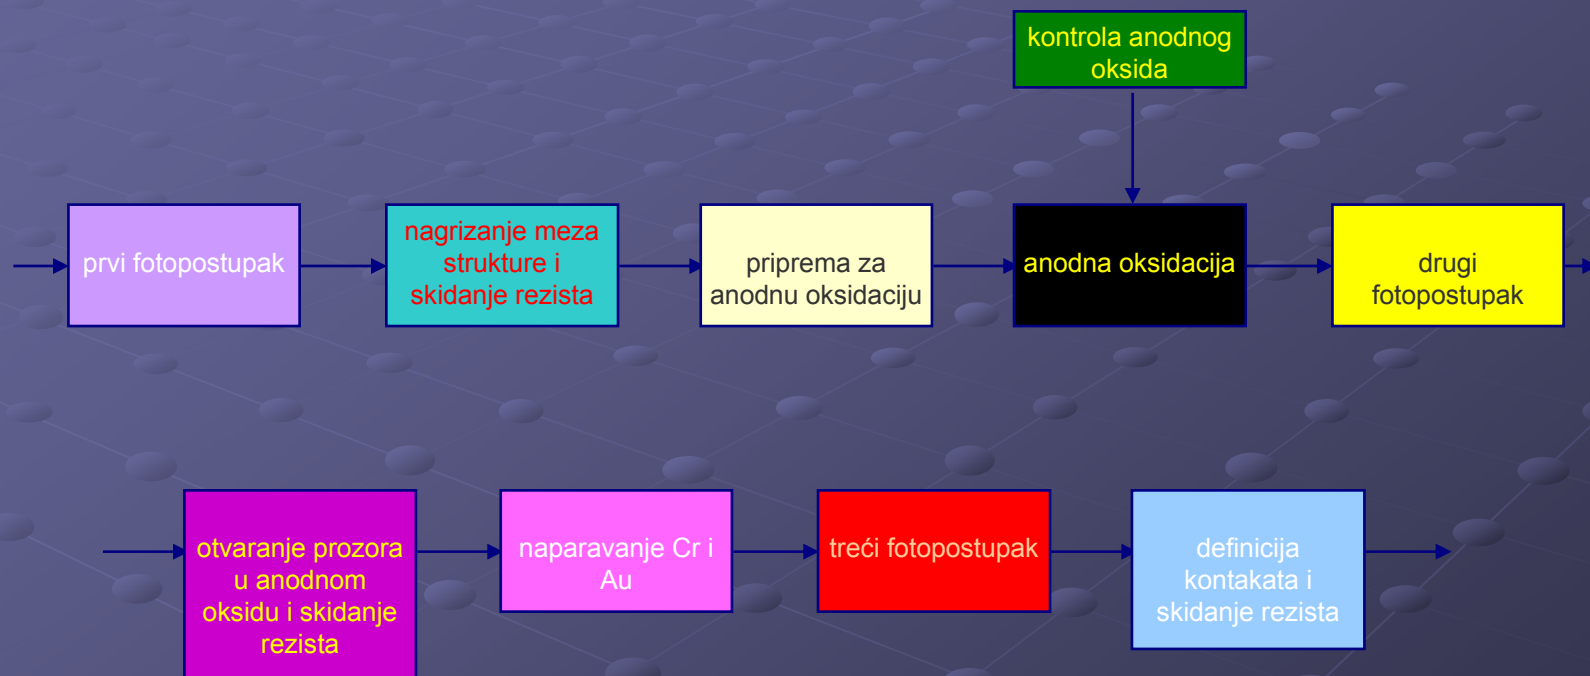 kontrola anodnog
oksida
prvi fotopostupak
nagrizanje meza
strukture i
skidanje rezista
priprema za
anodnu oksidaciju
anodna oksidacija
drugi
fotopostupak
otvaranje prozora
u anodnom
oksidu i skidanje
rezista
naparavanje Cr i
Au
treći fotopostupak
definicija
kontakata i
skidanje rezista